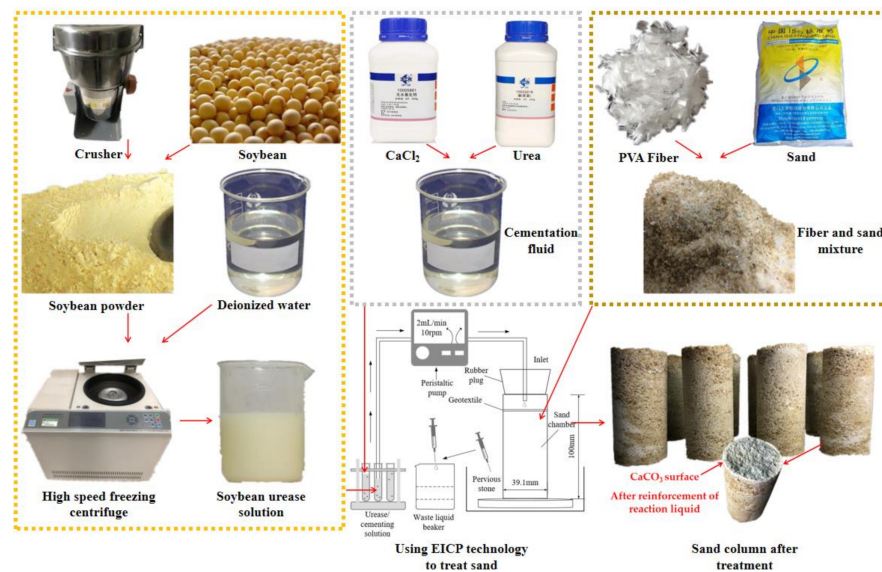 Crusher
Soybean
Soybean powder
Deionized water
High speed freezing
centrifuge
Soybean urease
solution
CaCl₂
Urea
Cementation
fluid
PVA Fiber
Sand
Fiber and sand
mixture
2mL/min
10rpm
Peristaltic
pump
Inlet
Rubber
plug
Geotextile
Sand
chamber
100mm
39.1mm
Pervious
stone
Urease/
cementing
solution
Waste liquid
beaker
Using EICP technology
to treat sand
CaCO₃ surface
After reinforcement of
reaction liquid
Sand column after
treatment